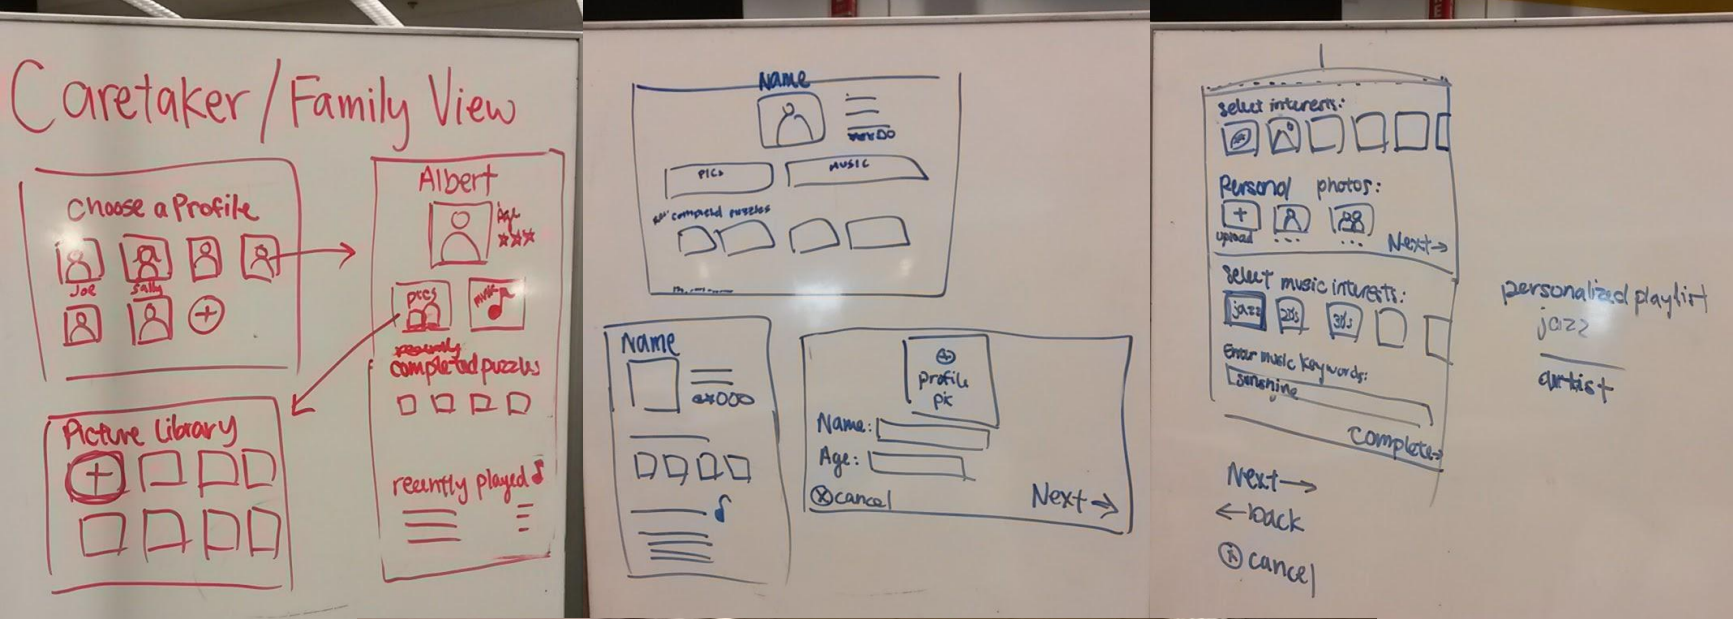 Caretaker/Family View
Choose a Profile
Joe
Sally
+
Albert
Age
pics
music
recently
completed puzzles
recently played
Picture Library
+
Name
PICS
MUSIC
completed puzzles
Name
profile
pic
Name:
Age:
x cancel
Next →
Select interests:
Personal photos:
+
upload
...
...
Next →
Select music interests:
jazz
20's
30's
Enter music keywords:
sunshine
Complete →
Next →
← back
x cancel
personalized playlist
jazz
artist